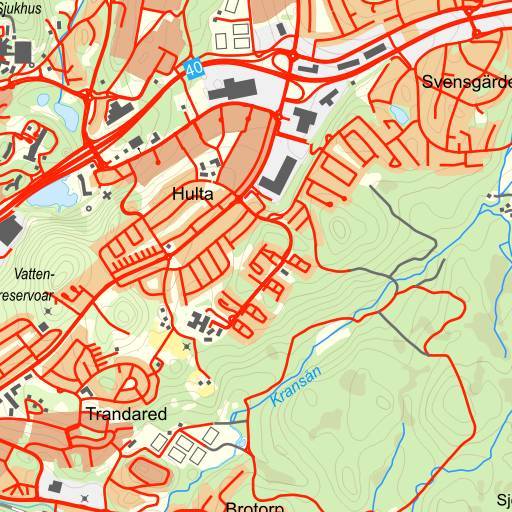 Sjukhus
40
Svensgärde
Hulta
Vatten-
reservoar
Kransån
Trandared
Brotorp
Sj